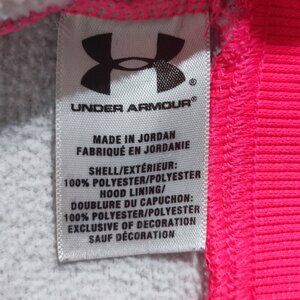 UNDER ARMOUR®
MADE IN JORDAN
FABRIQUÉ EN JORDANIE
SHELL/EXTÉRIEUR:
100% POLYESTER/POLYESTER
HOOD LINING/
DOUBLURE DU CAPUCHON:
100% POLYESTER/POLYESTER
EXCLUSIVE OF DECORATION
SAUF DÉCORATION